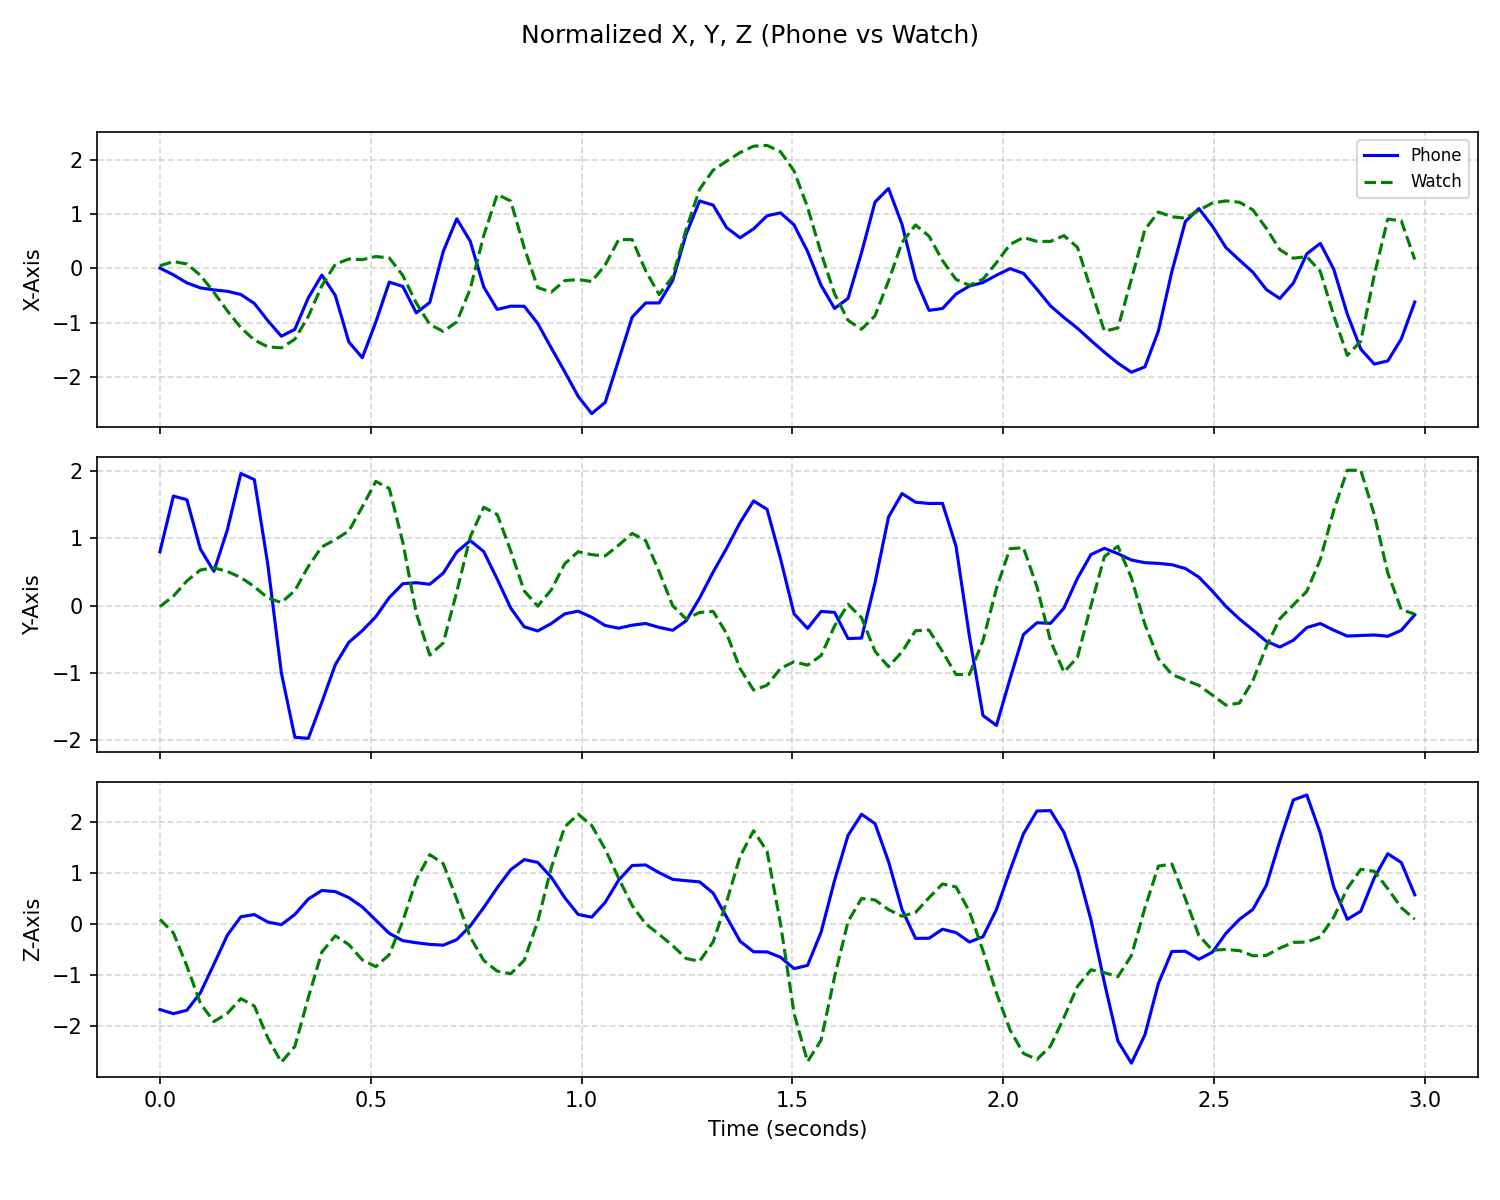 Normalized X, Y, Z (Phone vs Watch)
Phone
Watch
X-Axis
2
1
0
−1
−2
Y-Axis
2
1
0
−1
−2
Z-Axis
2
1
0
−1
−2
0.0 0.5 1.0 1.5 2.0 2.5 3.0
Time (seconds)